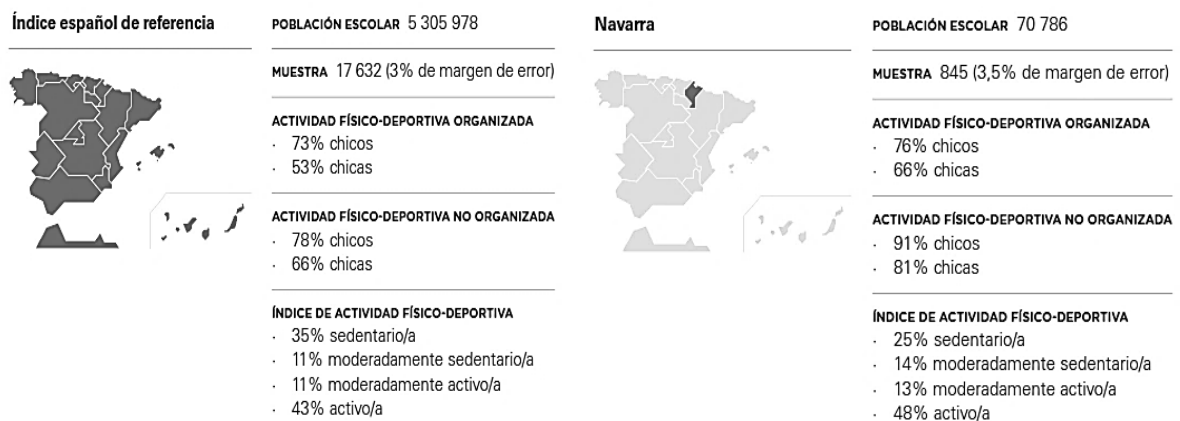 Índice español de referencia
POBLACIÓN ESCOLAR 5 305 978
MUESTRA 17 632 (3% de margen de error)
ACTIVIDAD FÍSICO-DEPORTIVA ORGANIZADA
· 73% chicos
· 53% chicas
ACTIVIDAD FÍSICO-DEPORTIVA NO ORGANIZADA
· 78% chicos
· 66% chicas
ÍNDICE DE ACTIVIDAD FÍSICO-DEPORTIVA
· 35% sedentario/a
· 11% moderadamente sedentario/a
· 11% moderadamente activo/a
· 43% activo/a
Navarra
POBLACIÓN ESCOLAR 70 786
MUESTRA 845 (3,5% de margen de error)
ACTIVIDAD FÍSICO-DEPORTIVA ORGANIZADA
· 76% chicos
· 66% chicas
ACTIVIDAD FÍSICO-DEPORTIVA NO ORGANIZADA
· 91% chicos
· 81% chicas
ÍNDICE DE ACTIVIDAD FÍSICO-DEPORTIVA
· 25% sedentario/a
· 14% moderadamente sedentario/a
· 13% moderadamente activo/a
· 48% activo/a